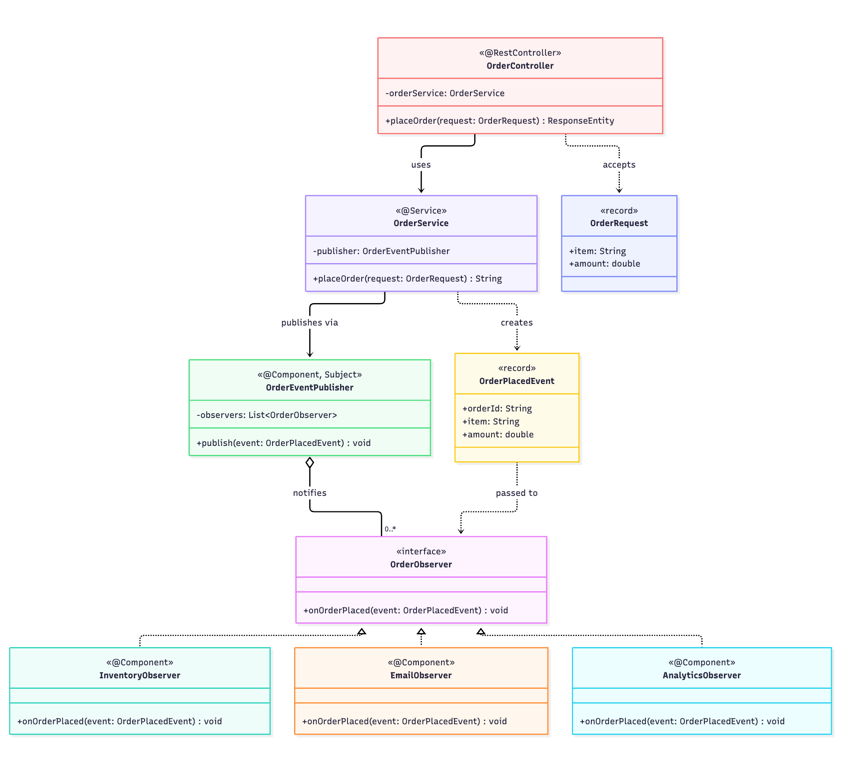 «@RestController»
OrderController
-orderService: OrderService
+placeOrder(request: OrderRequest) : ResponseEntity
uses
accepts
«@Service»
OrderService
-publisher: OrderEventPublisher
+placeOrder(request: OrderRequest) : String
«record»
OrderRequest
+item: String
+amount: double
publishes via
creates
«@Component, Subject»
OrderEventPublisher
-observers: List<OrderObserver>
+publish(event: OrderPlacedEvent) : void
«record»
OrderPlacedEvent
+orderId: String
+item: String
+amount: double
notifies
passed to
0..*
«interface»
OrderObserver
+onOrderPlaced(event: OrderPlacedEvent) : void
«@Component»
InventoryObserver
+onOrderPlaced(event: OrderPlacedEvent) : void
«@Component»
EmailObserver
+onOrderPlaced(event: OrderPlacedEvent) : void
«@Component»
AnalyticsObserver
+onOrderPlaced(event: OrderPlacedEvent) : void